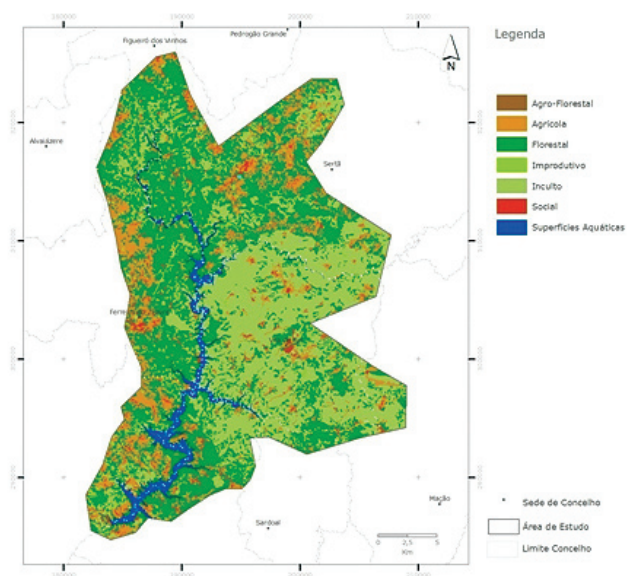 Figueiró dos Vinhos
Pedrogão Grande
Legenda
N
Agro-Florestal
Agrícola
Florestal
Improdutivo
Inculto
Social
Superfícies Aquáticas
Alvaiázere
Sertã
Mação
Sardoal
Sede de Concelho
Área de Estudo
Limite Concelho
0 2,5 5
Km